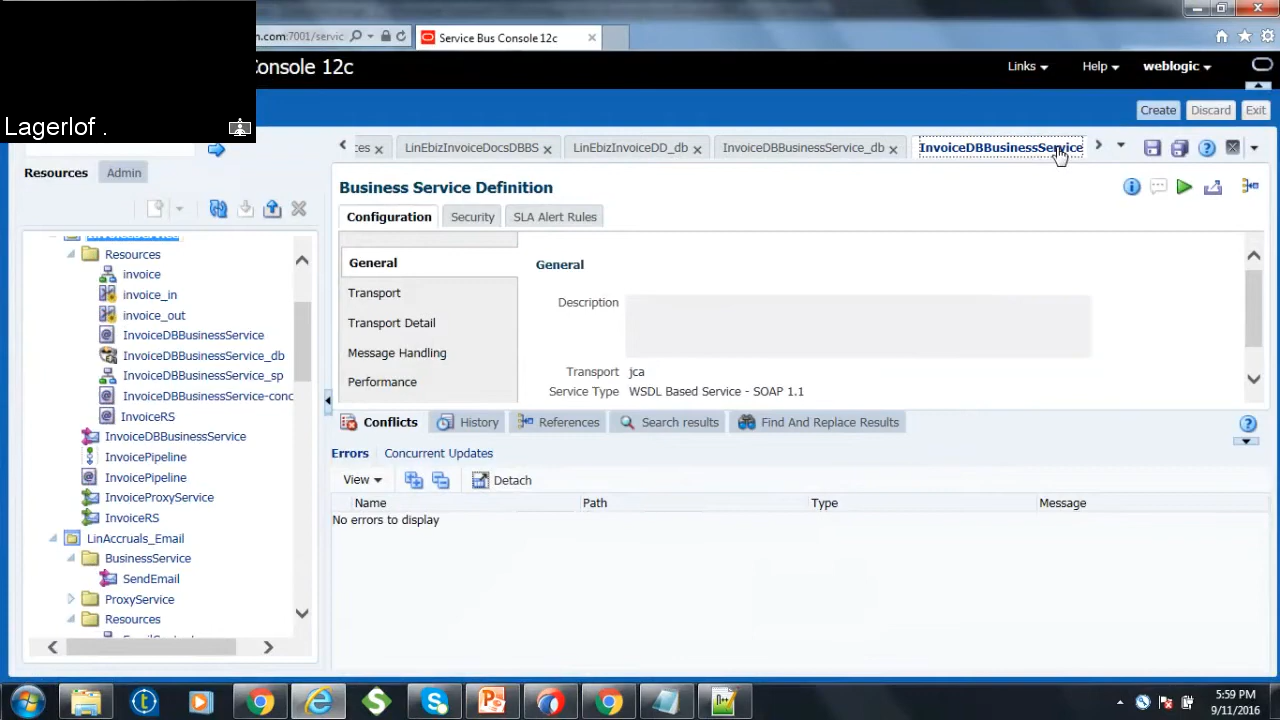 n.com:7001/servic
Service Bus Console 12c
Console 12c
Links
Help
weblogic
Lagerlof .
Create
Discard
Exit
ces
LinEbizInvoiceDocsDBBS
LinEbizInvoiceDD_db
InvoiceDBBusinessService_db
InvoiceDBBusinessService
Resources
Admin
Business Service Definition
Configuration
Security
SLA Alert Rules
Resources
invoice
invoice_in
invoice_out
InvoiceDBBusinessService
InvoiceDBBusinessService_db
InvoiceDBBusinessService_sp
InvoiceDBBusinessService-conc
InvoiceRS
InvoiceDBBusinessService
InvoicePipeline
InvoicePipeline
InvoiceProxyService
InvoiceRS
LinAccruals_Email
BusinessService
SendEmail
ProxyService
Resources
General
Transport
Transport Detail
Message Handling
Performance
General
Description
Transport jca
Service Type WSDL Based Service - SOAP 1.1
Conflicts
History
References
Search results
Find And Replace Results
Errors
Concurrent Updates
View
Detach
Name
Path
Type
Message
No errors to display
5:59 PM
9/11/2016